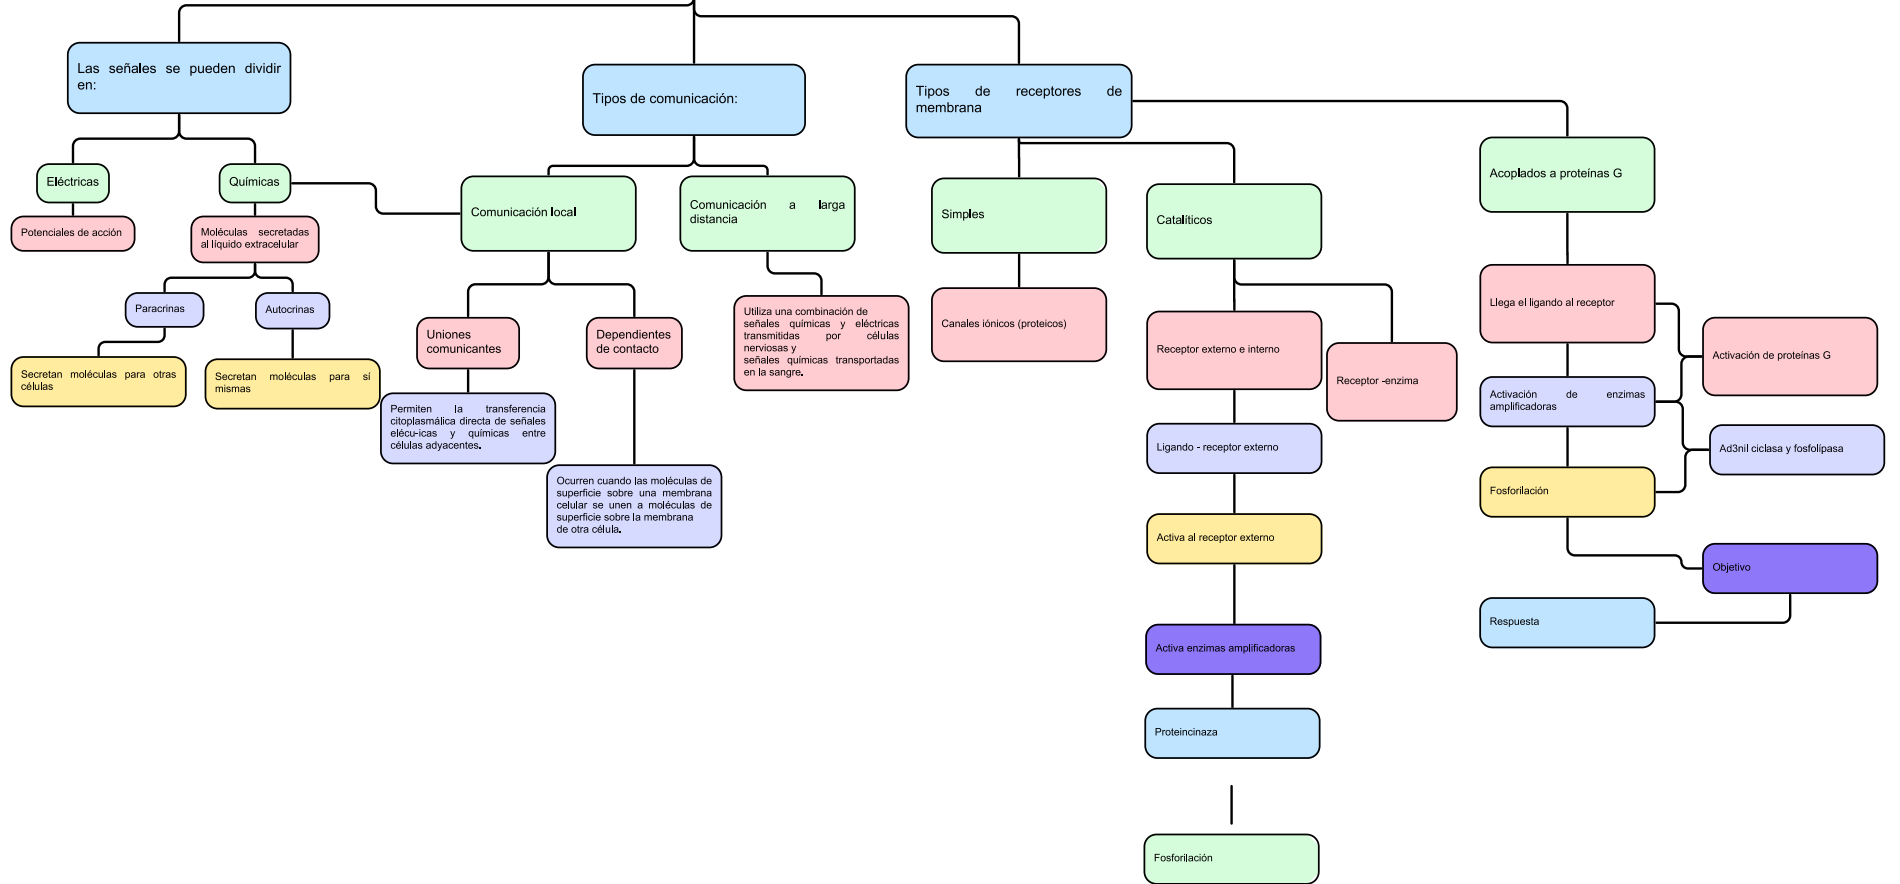 Las señales se pueden dividir
en:
Tipos de comunicación:
Tipos de receptores de
membrana
Eléctricas
Químicas
Potenciales de acción
Moléculas secretadas
al líquido extracelular
Paracrinas
Autocrinas
Secretan moléculas para otras
células
Secretan moléculas para sí
mismas
Comunicación local
Comunicación a larga
distancia
Uniones
comunicantes
Dependientes
de contacto
Permiten la transferencia
citoplasmálica directa de señales
elécu-icas y químicas entre
células adyacentes.
Ocurren cuando las moléculas de
superficie sobre una membrana
celular se unen a moléculas de
superficie sobre la membrana
de otra célula.
Utiliza una combinación de
señales químicas y eléctricas
transmitidas por células
nerviosas y
señales químicas transportadas
en la sangre.
Simples
Canales iónicos (proteicos)
Catalíticos
Receptor externo e interno
Receptor -enzima
Ligando - receptor externo
Activa al receptor externo
Activa enzimas amplificadoras
Proteincinaza
Fosforilación
Acoplados a proteínas G
Llega el ligando al receptor
Activación de proteínas G
Activación de enzimas
amplificadoras
Ad3nil ciclasa y fosfolípasa
Fosforilación
Objetivo
Respuesta